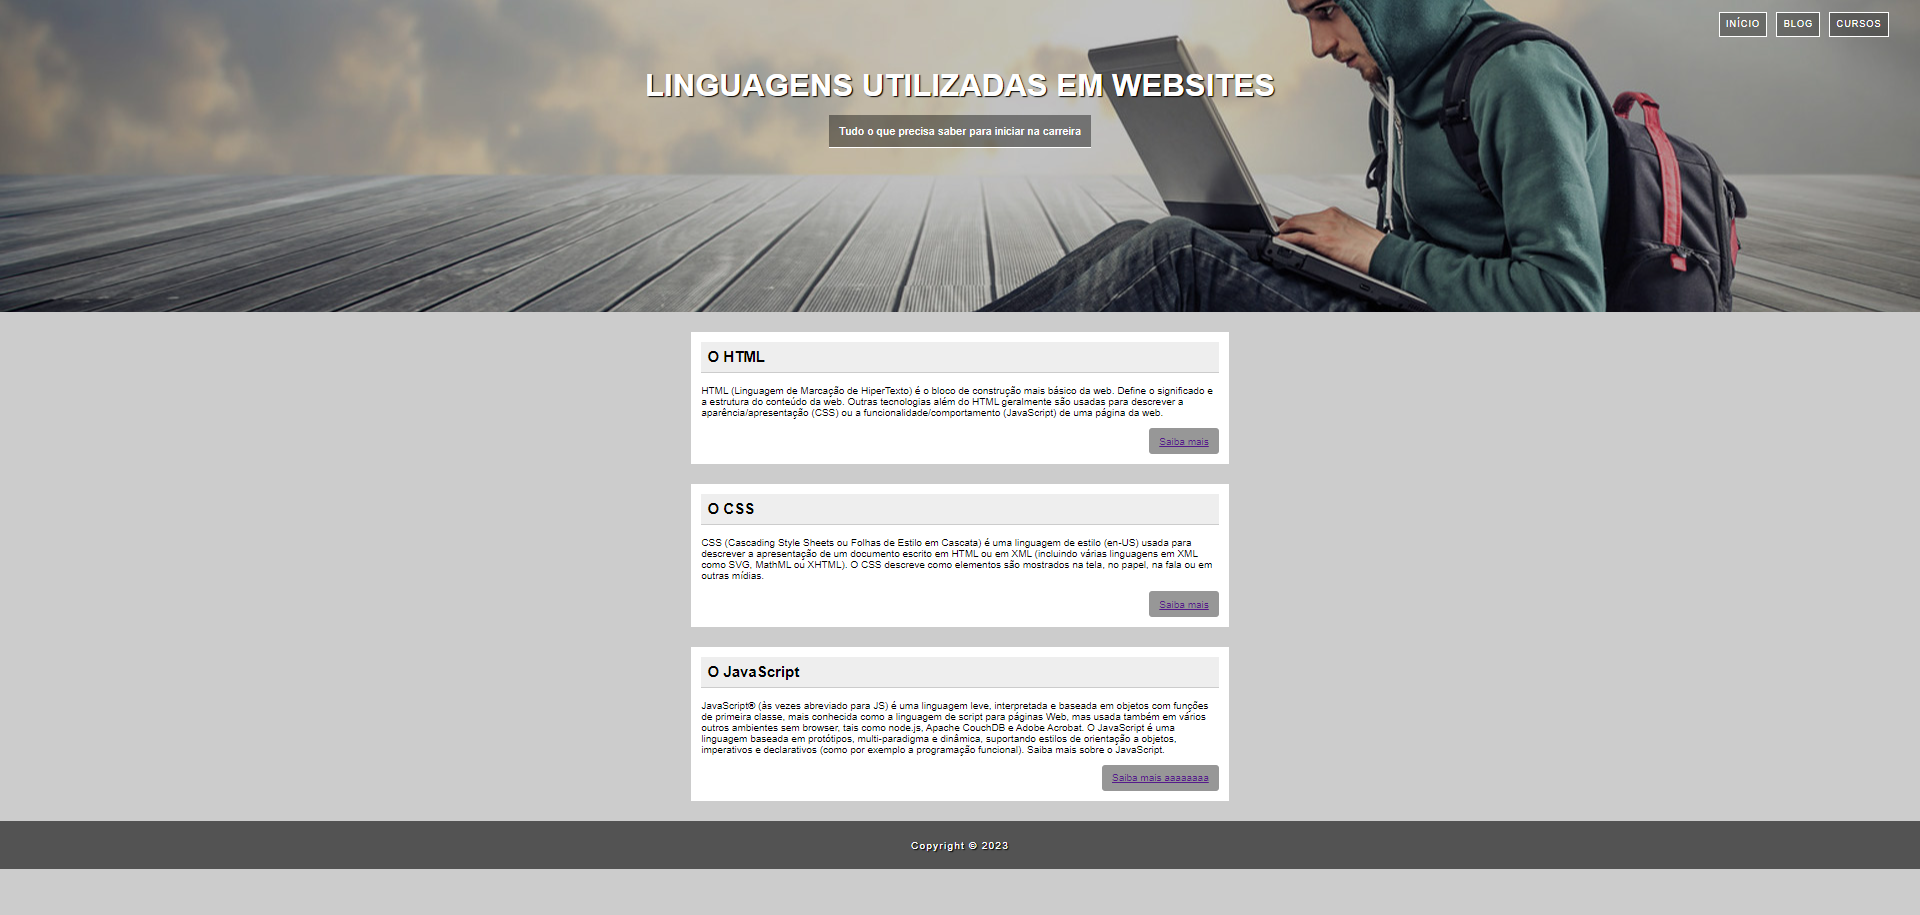 INÍCIO BLOG CURSOS
LINGUAGENS UTILIZADAS EM WEBSITES
Tudo o que precisa saber para iniciar na carreira
O HTML
HTML (Linguagem de Marcação de HiperTexto) é o bloco de construção mais básico da web. Define o significado e
a estrutura do conteúdo da web. Outras tecnologias além do HTML geralmente são usadas para descrever a
aparência/apresentação (CSS) ou a funcionalidade/comportamento (JavaScript) de uma página da web.
Saiba mais
O CSS
CSS (Cascading Style Sheets ou Folhas de Estilo em Cascata) é uma linguagem de estilo (en-US) usada para
descrever a apresentação de um documento escrito em HTML ou em XML (incluindo várias linguagens em XML
como SVG, MathML ou XHTML). O CSS descreve como elementos são mostrados na tela, no papel, na fala ou em
outras mídias.
Saiba mais
O JavaScript
JavaScript® (às vezes abreviado para JS) é uma linguagem leve, interpretada e baseada em objetos com funções
de primeira classe, mais conhecida como a linguagem de script para páginas Web, mas usada também em vários
outros ambientes sem browser, tais como node.js, Apache CouchDB e Adobe Acrobat. O JavaScript é uma
linguagem baseada em protótipos, multi-paradigma e dinâmica, suportando estilos de orientação a objetos,
imperativos e declarativos (como por exemplo a programação funcional). Saiba mais sobre o JavaScript.
Saiba mais aaaaaaaa
Copyright © 2023